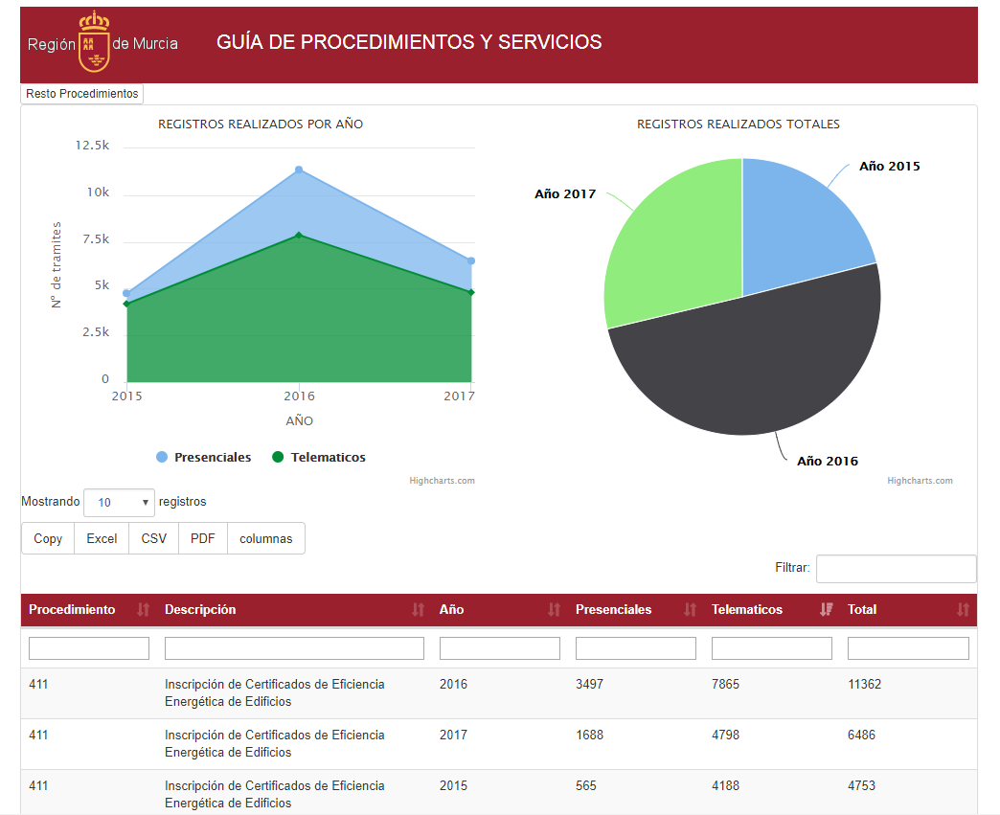 Región de Murcia
GUÍA DE PROCEDIMIENTOS Y SERVICIOS
Resto Procedimientos
REGISTROS REALIZADOS POR AÑO
12.5k
10k
7.5k
5k
2.5k
0
Nº de tramites
2015 2016 2017
AÑO
Presenciales Telematicos
Highcharts.com
REGISTROS REALIZADOS TOTALES
Año 2015
Año 2017
Año 2016
Highcharts.com
Mostrando 10 registros
Copy Excel CSV PDF columnas
Filtrar:
Procedimiento Descripción Año Presenciales Telematicos Total
411 Inscripción de Certificados de Eficiencia 2016 3497 7865 11362
Energética de Edificios
411 Inscripción de Certificados de Eficiencia 2017 1688 4798 6486
Energética de Edificios
411 Inscripción de Certificados de Eficiencia 2015 565 4188 4753
Energética de Edificios